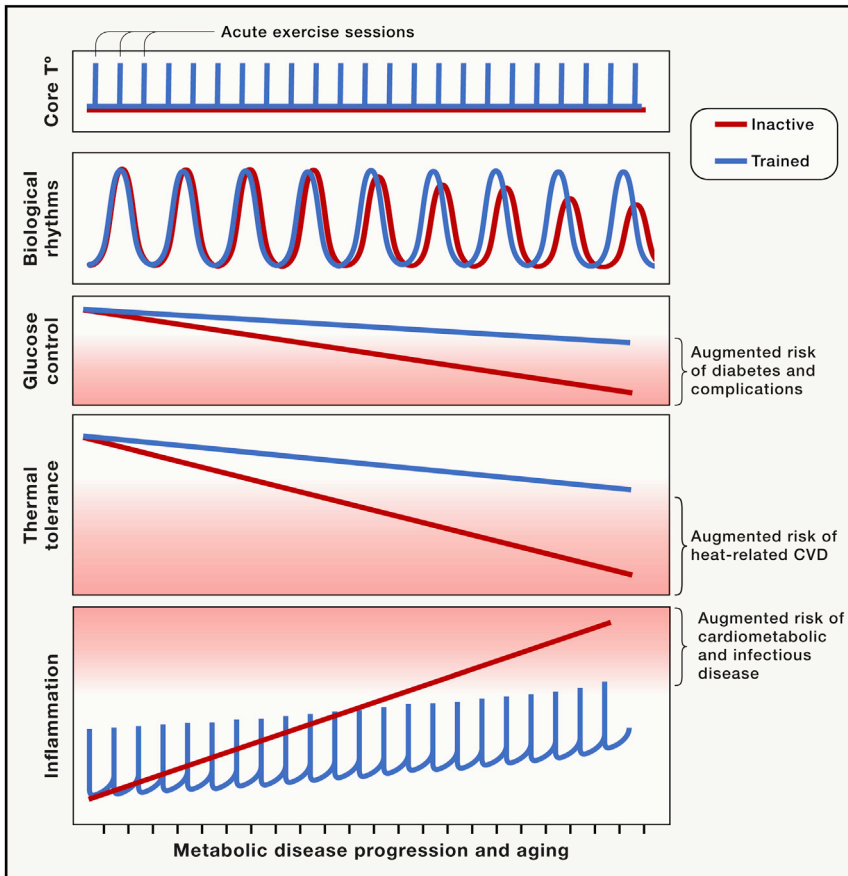 Acute exercise sessions
Core T°
Inactive
Trained
Biological
rhythms
Glucose
control
Augmented risk
of diabetes and
complications
Thermal
tolerance
Augmented risk of
heat-related CVD
Inflammation
Augmented risk of
cardiometabolic
and infectious
disease
Metabolic disease progression and aging